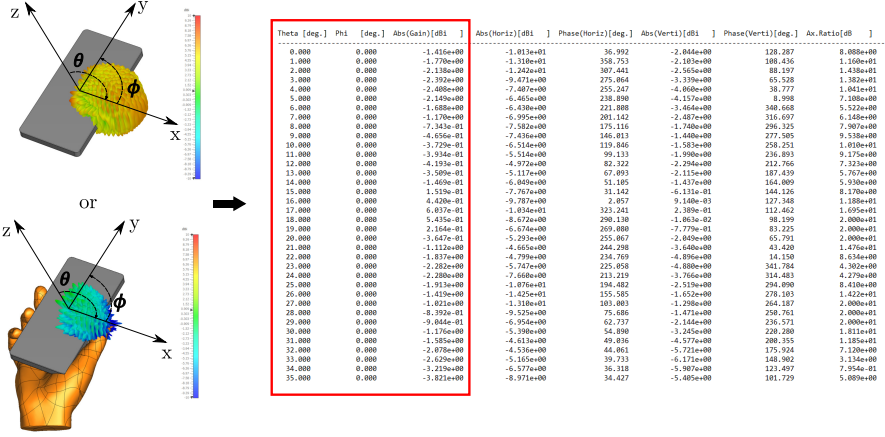 z
y
θ
ϕ
x
or
z
y
θ
ϕ
x
Theta [deg.] Phi [deg.] Abs(Gain)[dBi ] Abs(Horiz)[dBi ] Phase(Horiz)[deg.] Abs(Verti)[dBi ] Phase(Verti)[deg.] Ax.Ratio[dB ]
0.000 0.000 -1.416e+00 -1.013e+01 36.992 -2.044e+00 128.287 8.088e+00
1.000 0.000 -1.770e+00 -1.310e+01 358.753 -2.103e+00 108.436 1.160e+01
2.000 0.000 -2.138e+00 -1.242e+01 307.441 -2.565e+00 88.197 1.438e+01
3.000 0.000 -2.392e+00 -9.471e+00 275.064 -3.339e+00 65.528 1.382e+01
4.000 0.000 -2.408e+00 -7.407e+00 255.247 -4.060e+00 38.777 1.041e+01
5.000 0.000 -2.149e+00 -6.465e+00 238.890 -4.157e+00 8.998 7.108e+00
6.000 0.000 -1.688e+00 -6.430e+00 221.808 -3.464e+00 340.668 5.522e+00
7.000 0.000 -1.170e+00 -6.995e+00 201.142 -2.487e+00 316.697 6.148e+00
8.000 0.000 -7.343e-01 -7.582e+00 175.116 -1.740e+00 296.325 7.907e+00
9.000 0.000 -4.656e-01 -7.436e+00 146.013 -1.440e+00 277.505 9.538e+00
10.000 0.000 -3.729e-01 -6.514e+00 119.846 -1.583e+00 258.251 1.010e+01
11.000 0.000 -3.934e-01 -5.514e+00 99.133 -1.990e+00 236.893 9.175e+00
12.000 0.000 -4.193e-01 -4.972e+00 82.322 -2.294e+00 212.766 7.323e+00
13.000 0.000 -3.509e-01 -5.117e+00 67.093 -2.115e+00 187.439 5.767e+00
14.000 0.000 -1.469e-01 -6.049e+00 51.105 -1.437e+00 164.009 5.930e+00
15.000 0.000 1.519e-01 -7.767e+00 31.142 -6.131e-01 144.126 8.170e+00
16.000 0.000 4.420e-01 -9.787e+00 2.057 9.140e-03 127.348 1.188e+01
17.000 0.000 6.037e-01 -1.034e+01 323.241 2.389e-01 112.462 1.695e+01
18.000 0.000 5.435e-01 -8.672e+00 290.130 -1.063e-02 98.199 2.000e+01
19.000 0.000 2.164e-01 -6.674e+00 269.080 -7.779e-01 83.225 2.000e+01
20.000 0.000 -3.647e-01 -5.293e+00 255.067 -2.049e+00 65.791 2.000e+01
21.000 0.000 -1.112e+00 -4.665e+00 244.298 -3.640e+00 43.420 1.476e+01
22.000 0.000 -1.837e+00 -4.799e+00 234.769 -4.896e+00 14.150 8.634e+00
23.000 0.000 -2.282e+00 -5.747e+00 225.058 -4.880e+00 341.784 4.302e+00
24.000 0.000 -2.280e+00 -7.660e+00 213.219 -3.766e+00 314.483 4.279e+00
25.000 0.000 -1.913e+00 -1.076e+01 194.482 -2.519e+00 294.090 8.410e+00
26.000 0.000 -1.419e+00 -1.425e+01 155.585 -1.652e+00 278.103 1.422e+01
27.000 0.000 -1.021e+00 -1.310e+01 103.003 -1.298e+00 264.187 2.000e+01
28.000 0.000 -8.392e-01 -9.525e+00 75.686 -1.471e+00 250.761 2.000e+01
29.000 0.000 -9.044e-01 -6.954e+00 62.737 -2.144e+00 236.571 2.000e+01
30.000 0.000 -1.176e+00 -5.390e+00 54.890 -3.245e+00 220.280 1.811e+01
31.000 0.000 -1.585e+00 -4.613e+00 49.036 -4.577e+00 200.355 1.185e+01
32.000 0.000 -2.078e+00 -4.536e+00 44.061 -5.721e+00 175.924 7.120e+00
33.000 0.000 -2.629e+00 -5.165e+00 39.733 -6.171e+00 148.902 3.134e+00
34.000 0.000 -3.219e+00 -6.577e+00 36.318 -5.907e+00 123.497 7.954e-01
35.000 0.000 -3.821e+00 -8.971e+00 34.427 -5.405e+00 101.729 5.089e+00